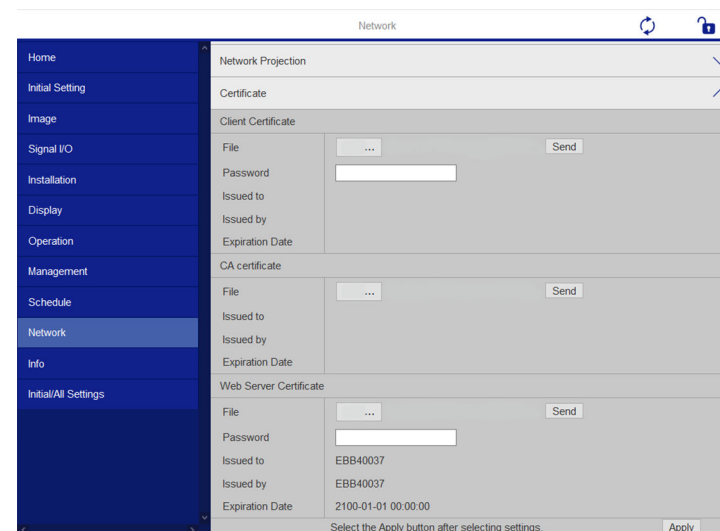 Network
Home
Initial Setting
Image
Signal I/O
Installation
Display
Operation
Management
Schedule
Network
Info
Initial/All Settings
Network Projection
Certificate
Client Certificate
File ... Send
Password
Issued to
Issued by
Expiration Date
CA certificate
File ... Send
Issued to
Issued by
Expiration Date
Web Server Certificate
File ... Send
Password
Issued to EBB40037
Issued by EBB40037
Expiration Date 2100-01-01 00:00:00
Select the Apply button after selecting settings. Apply